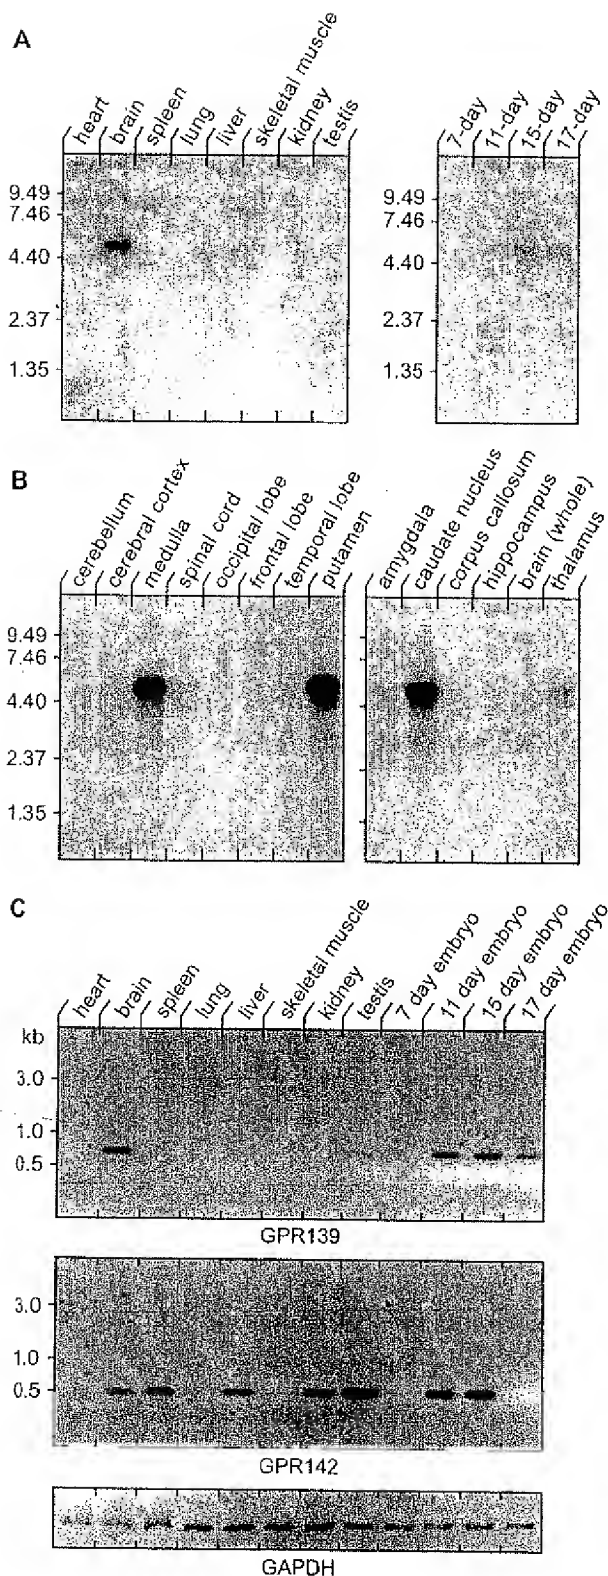 A
heart
brain
spleen
lung
liver
skeletal muscle
kidney
testis
7-day
11-day
15-day
17-day
9.49
7.46
4.40
2.37
1.35
9.49
7.46
4.40
2.37
1.35
B
cerebellum
cerebral cortex
medulla
spinal cord
occipital lobe
frontal lobe
temporal lobe
putamen
amygdala
caudate nucleus
corpus callosum
hippocampus
brain (whole)
thalamus
9.49
7.46
4.40
2.37
1.35
C
heart
brain
spleen
lung
liver
skeletal muscle
kidney
testis
7 day embryo
11 day embryo
15 day embryo
17 day embryo
kb
3.0
1.0
0.5
GPR139
3.0
1.0
0.5
GPR142
GAPDH